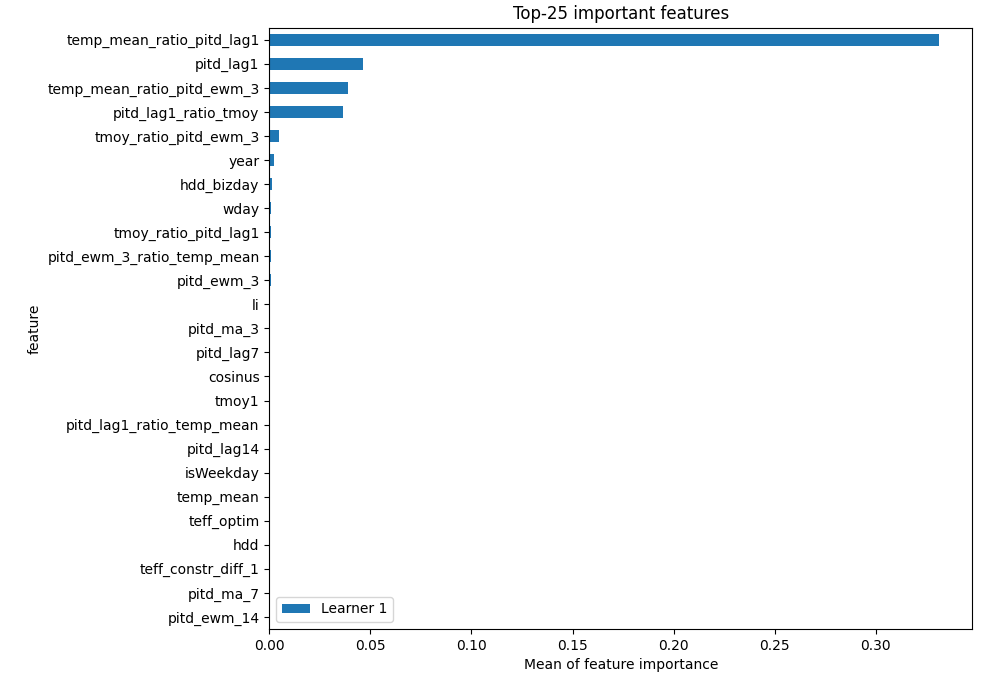 Top-25 important features
temp_mean_ratio_pitd_lag1
pitd_lag1
temp_mean_ratio_pitd_ewm_3
pitd_lag1_ratio_tmoy
tmoy_ratio_pitd_ewm_3
year
hdd_bizday
wday
tmoy_ratio_pitd_lag1
pitd_ewm_3_ratio_temp_mean
pitd_ewm_3
li
pitd_ma_3
pitd_lag7
cosinus
tmoy1
pitd_lag1_ratio_temp_mean
pitd_lag14
isWeekday
temp_mean
teff_optim
hdd
teff_constr_diff_1
pitd_ma_7
pitd_ewm_14
feature
Learner 1
0.00 0.05 0.10 0.15 0.20 0.25 0.30
Mean of feature importance